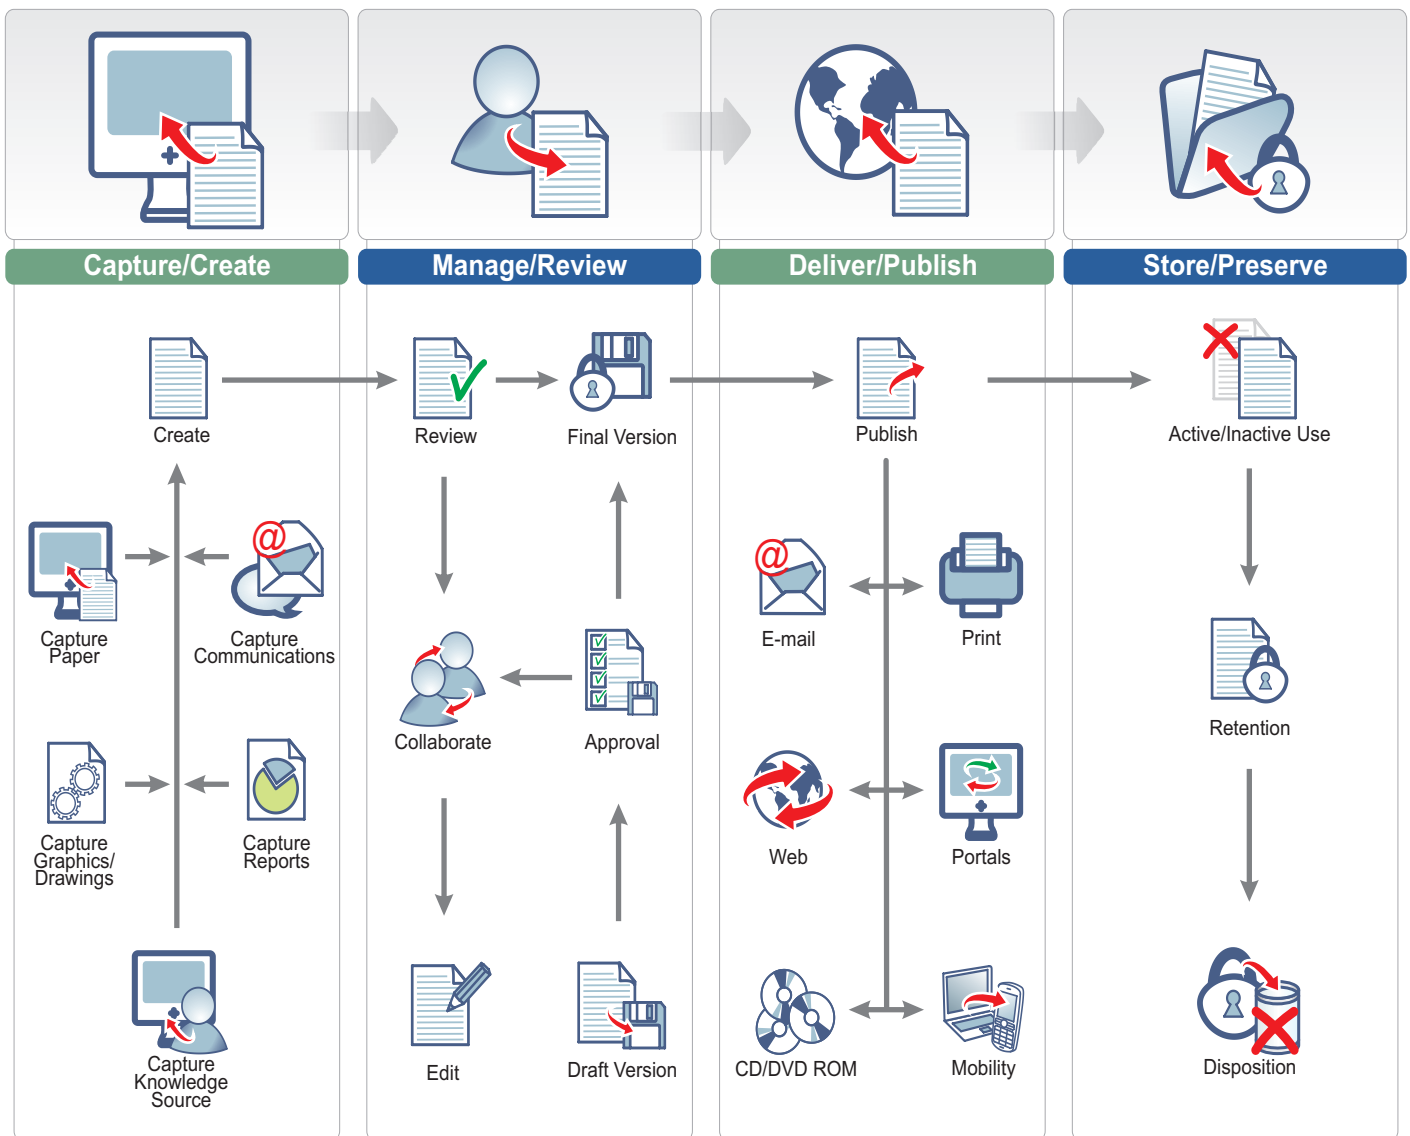 Capture/Create
Manage/Review
Deliver/Publish
Store/Preserve
Create
@
Capture
Paper
Capture
Communications
Capture
Graphics/
Drawings
Capture
Reports
Capture
Knowledge
Source
Review
Final Version
Collaborate
Approval
Edit
Draft Version
Publish
@
E-mail
Print
Web
Portals
CD/DVD ROM
Mobility
Active/Inactive Use
Retention
Disposition